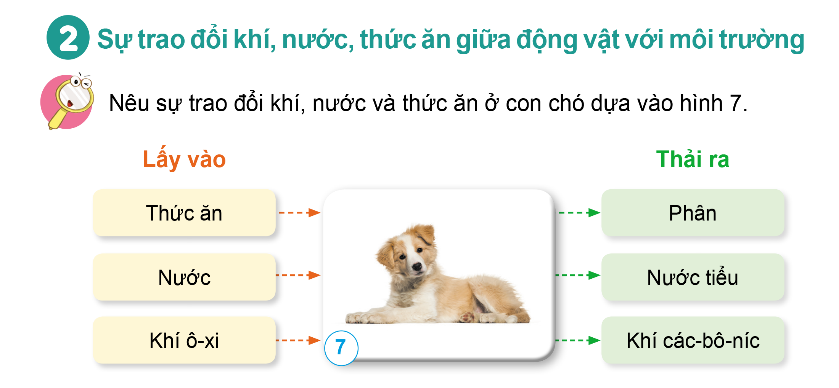 2 Sự trao đổi khí, nước, thức ăn giữa động vật với môi trường
Nêu sự trao đổi khí, nước và thức ăn ở con chó dựa vào hình 7.
Lấy vào Thải ra
Thức ăn Phân
Nước Nước tiểu
Khí ô-xi Khí các-bô-níc
7